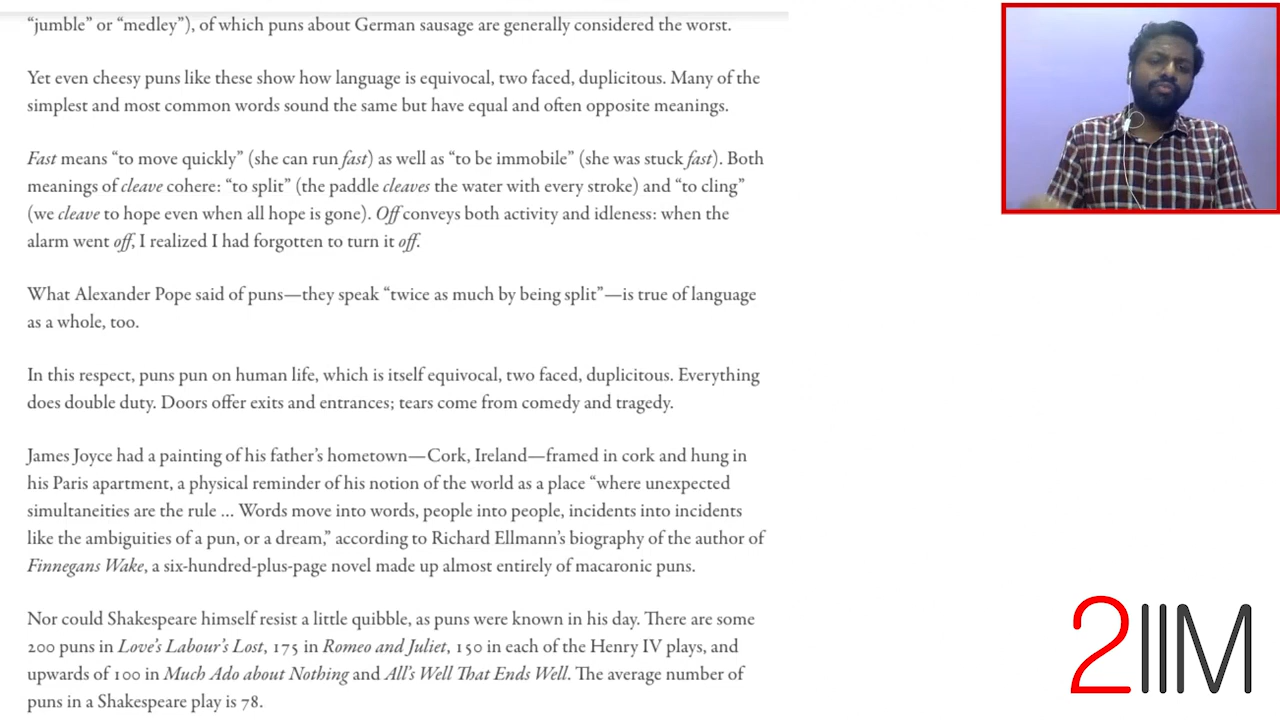 “jumble” or “medley”), of which puns about German sausage are generally considered the worst.
Yet even cheesy puns like these show how language is equivocal, two faced, duplicitous. Many of the
simplest and most common words sound the same but have equal and often opposite meanings.
Fast means “to move quickly” (she can run fast) as well as “to be immobile” (she was stuck fast). Both
meanings of cleave cohere: “to split” (the paddle cleaves the water with every stroke) and “to cling”
(we cleave to hope even when all hope is gone). Off conveys both activity and idleness: when the
alarm went off, I realized I had forgotten to turn it off.
What Alexander Pope said of puns—they speak “twice as much by being split”—is true of language
as a whole, too.
In this respect, puns pun on human life, which is itself equivocal, two faced, duplicitous. Everything
does double duty. Doors offer exits and entrances; tears come from comedy and tragedy.
James Joyce had a painting of his father’s hometown—Cork, Ireland—framed in cork and hung in
his Paris apartment, a physical reminder of his notion of the world as a place “where unexpected
simultaneities are the rule ... Words move into words, people into people, incidents into incidents
like the ambiguities of a pun, or a dream,” according to Richard Ellmann’s biography of the author of
Finnegans Wake, a six-hundred-plus-page novel made up almost entirely of macaronic puns.
Nor could Shakespeare himself resist a little quibble, as puns were known in his day. There are some
200 puns in Love’s Labour’s Lost, 175 in Romeo and Juliet, 150 in each of the Henry IV plays, and
upwards of 100 in Much Ado about Nothing and All’s Well That Ends Well. The average number of
puns in a Shakespeare play is 78.
2IIM